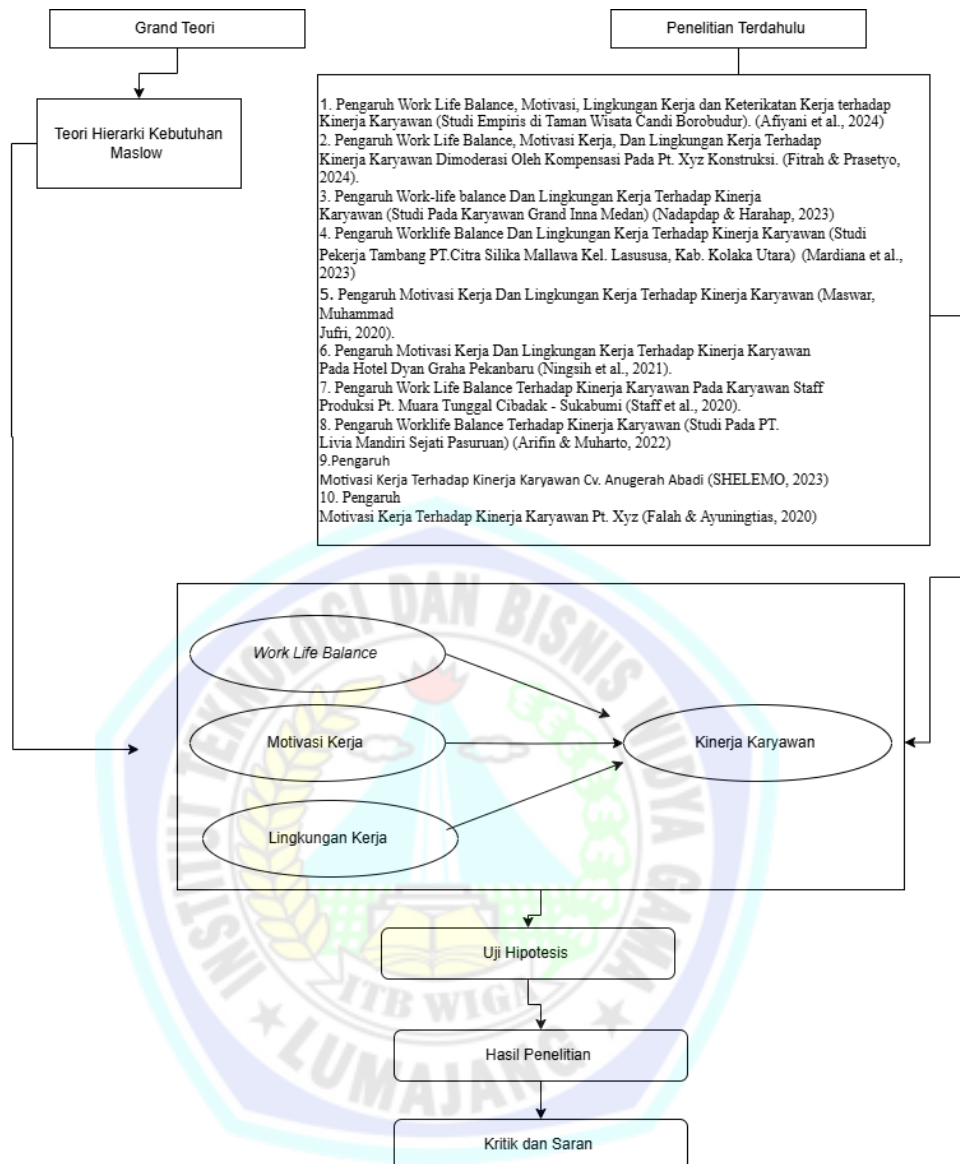 Grand Teori
Penelitian Terdahulu
Teori Hierarki Kebutuhan
Maslow
1. Pengaruh Work Life Balance, Motivasi, Lingkungan Kerja dan Keterikatan Kerja terhadap
Kinerja Karyawan (Studi Empiris di Taman Wisata Candi Borobudur). (Afiyani et al., 2024)
2. Pengaruh Work Life Balance, Motivasi Kerja, Dan Lingkungan Kerja Terhadap
Kinerja Karyawan Dimoderasi Oleh Kompensasi Pada Pt. Xyz Konstruksi. (Fitrah & Prasetyo,
2024).
3. Pengaruh Work-life balance Dan Lingkungan Kerja Terhadap Kinerja
Karyawan (Studi Pada Karyawan Grand Inna Medan) (Nadapdap & Harahap, 2023)
4. Pengaruh Worklife Balance Dan Lingkungan Kerja Terhadap Kinerja Karyawan (Studi
Pekerja Tambang PT.Citra Silika Mallawa Kel. Lasususa, Kab. Kolaka Utara) (Mardiana et al.,
2023)
5. Pengaruh Motivasi Kerja Dan Lingkungan Kerja Terhadap Kinerja Karyawan (Maswar,
Muhammad
Jufri, 2020).
6. Pengaruh Motivasi Kerja Dan Lingkungan Kerja Terhadap Kinerja Karyawan
Pada Hotel Dyan Graha Pekanbaru (Ningsih et al., 2021).
7. Pengaruh Work Life Balance Terhadap Kinerja Karyawan Pada Karyawan Staff
Produksi Pt. Muara Tunggal Cibadak - Sukabumi (Staff et al., 2020).
8. Pengaruh Worklife Balance Terhadap Kinerja Karyawan (Studi Pada PT.
Livia Mandiri Sejati Pasuruan) (Arifin & Muharto, 2022)
9.Pengaruh
Motivasi Kerja Terhadap Kinerja Karyawan Cv. Anugerah Abadi (SHELEMO, 2023)
10. Pengaruh
Motivasi Kerja Terhadap Kinerja Karyawan Pt. Xyz (Falah & Ayuningtias, 2020)
Work Life Balance
Motivasi Kerja
Kinerja Karyawan
Lingkungan Kerja
Uji Hipotesis
Hasil Penelitian
Kritik dan Saran
INSTITUT TEKNOLOGI DAN BISNIS WIDYA GAMA
ITB WIGA
LUMAJANG